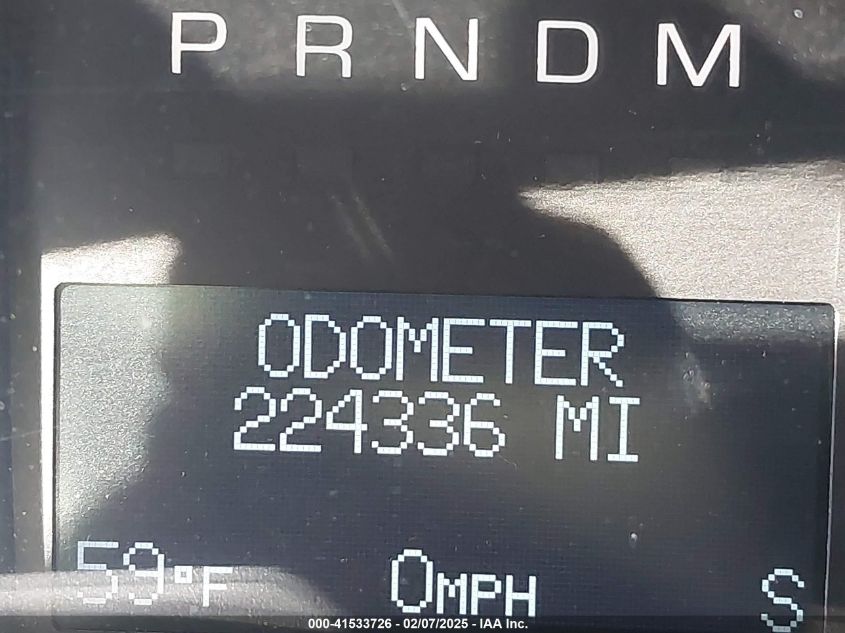 P R N D M
ODOMETER
224336 MI
59°F 0MPH S
000-41533726 - 02/07/2025 - IAA Inc.